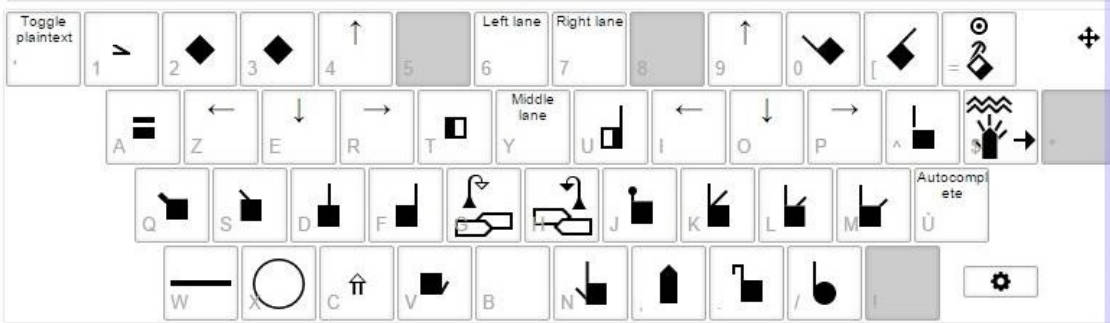 Toggle plaintext ' 1 2 3 4 5 Left lane 6 Right lane 7 8 9 0 [ =
A Z E R T Middle lane Y U I O P ^ $ *
Q S D F G H J K L M Autocomplete Ù
W X C V B N , . / !